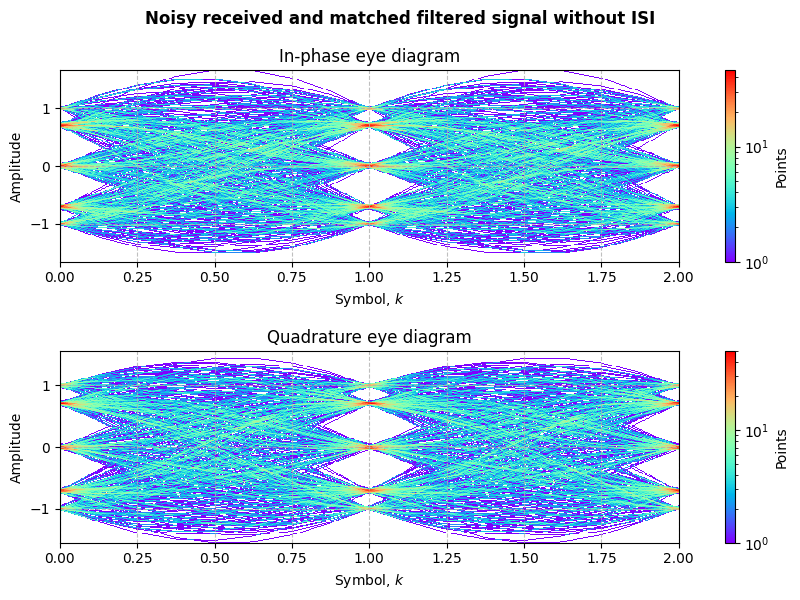 Noisy received and matched filtered signal without ISI
In-phase eye diagram
Amplitude
1
0
−1
0.00 0.25 0.50 0.75 1.00 1.25 1.50 1.75 2.00
Symbol, k
10¹
10⁰
Points
Quadrature eye diagram
Amplitude
1
0
−1
0.00 0.25 0.50 0.75 1.00 1.25 1.50 1.75 2.00
Symbol, k
10¹
10⁰
Points